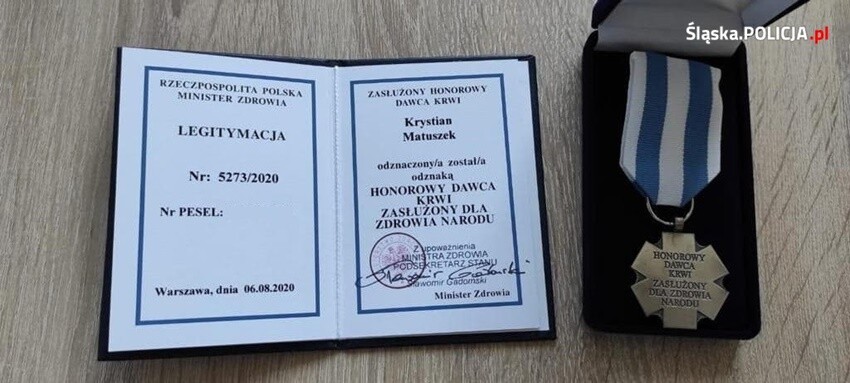 Śląska.POLICJA.pl
RZECZPOSPOLITA POLSKA
MINISTER ZDROWIA
LEGITYMACJA
Nr: 5273/2020
Nr PESEL:
Warszawa, dnia 06.08.2020
ZASŁUŻONY HONOROWY
DAWCA KRWI
Krystian
Matuszek
odznaczony/a został/a
odznaką
HONOROWY DAWCA
KRWI
ZASŁUŻONY DLA
ZDROWIA NARODU
Z upoważnienia
MINISTRA ZDROWIA
PODSEKRETARZ STANU
Sławomir Gadomski
Minister Zdrowia
HONOROWY
DAWCA
KRWI
ZASŁUŻONY
DLA ZDROWIA
NARODU